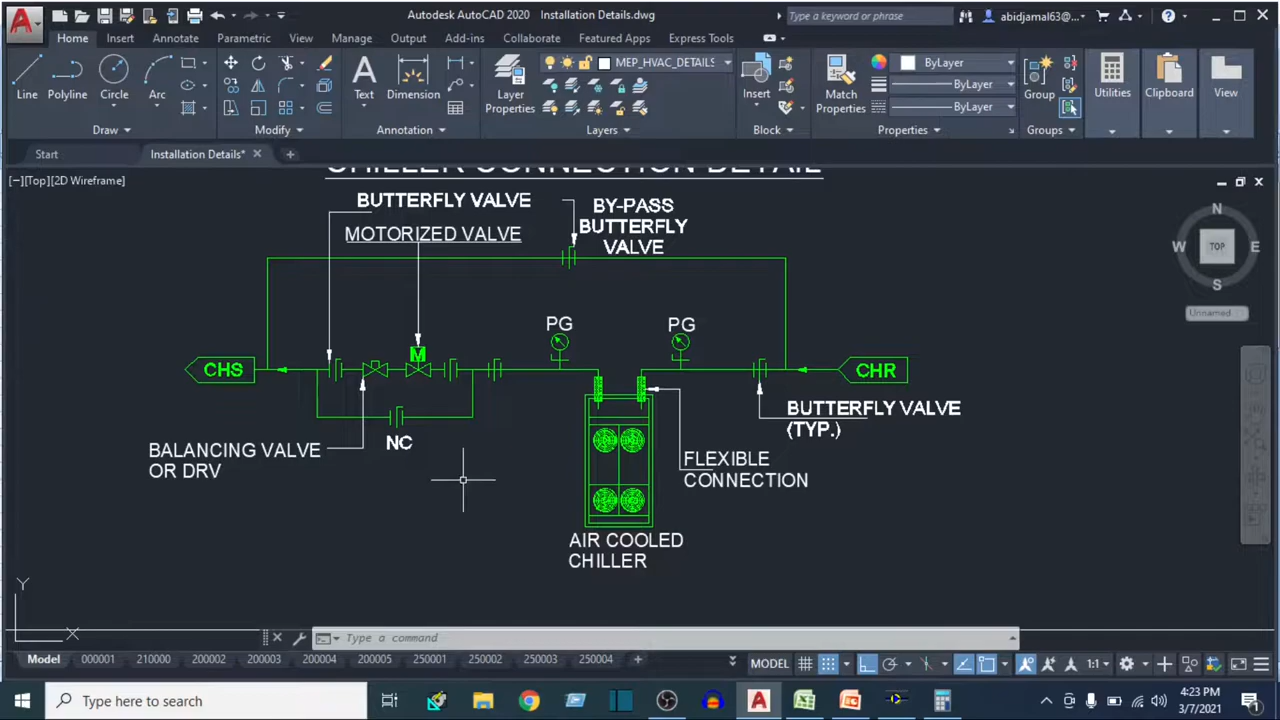 Autodesk AutoCAD 2020 Installation Details.dwg
Type a keyword or phrase
abidjamal63@...
Home Insert Annotate Parametric View Manage Output Add-ins Collaborate Featured Apps Express Tools
Line Polyline Circle Arc
Text Dimension
Layer Properties
MEP_HVAC_DETAILS
Insert
Match Properties
ByLayer
ByLayer
ByLayer
Group
Utilities
Clipboard
View
Draw Modify Annotation Layers Block Properties Groups
Start Installation Details*
[−][Top][2D Wireframe]
CHILLER CONNECTION DETAIL
BUTTERFLY VALVE
MOTORIZED VALVE
BY-PASS
BUTTERFLY
VALVE
PG
PG
M
CHS
CHR
BALANCING VALVE
OR DRV
NC
BUTTERFLY VALVE
(TYP.)
FLEXIBLE
CONNECTION
AIR COOLED
CHILLER
N
W TOP E
S
Unnamed
Y
X
Type a command
Model 000001 210000 200002 200003 200004 200005 250001 250002 250003 250004
MODEL
1:1
Type here to search
4:23 PM
3/7/2021
1